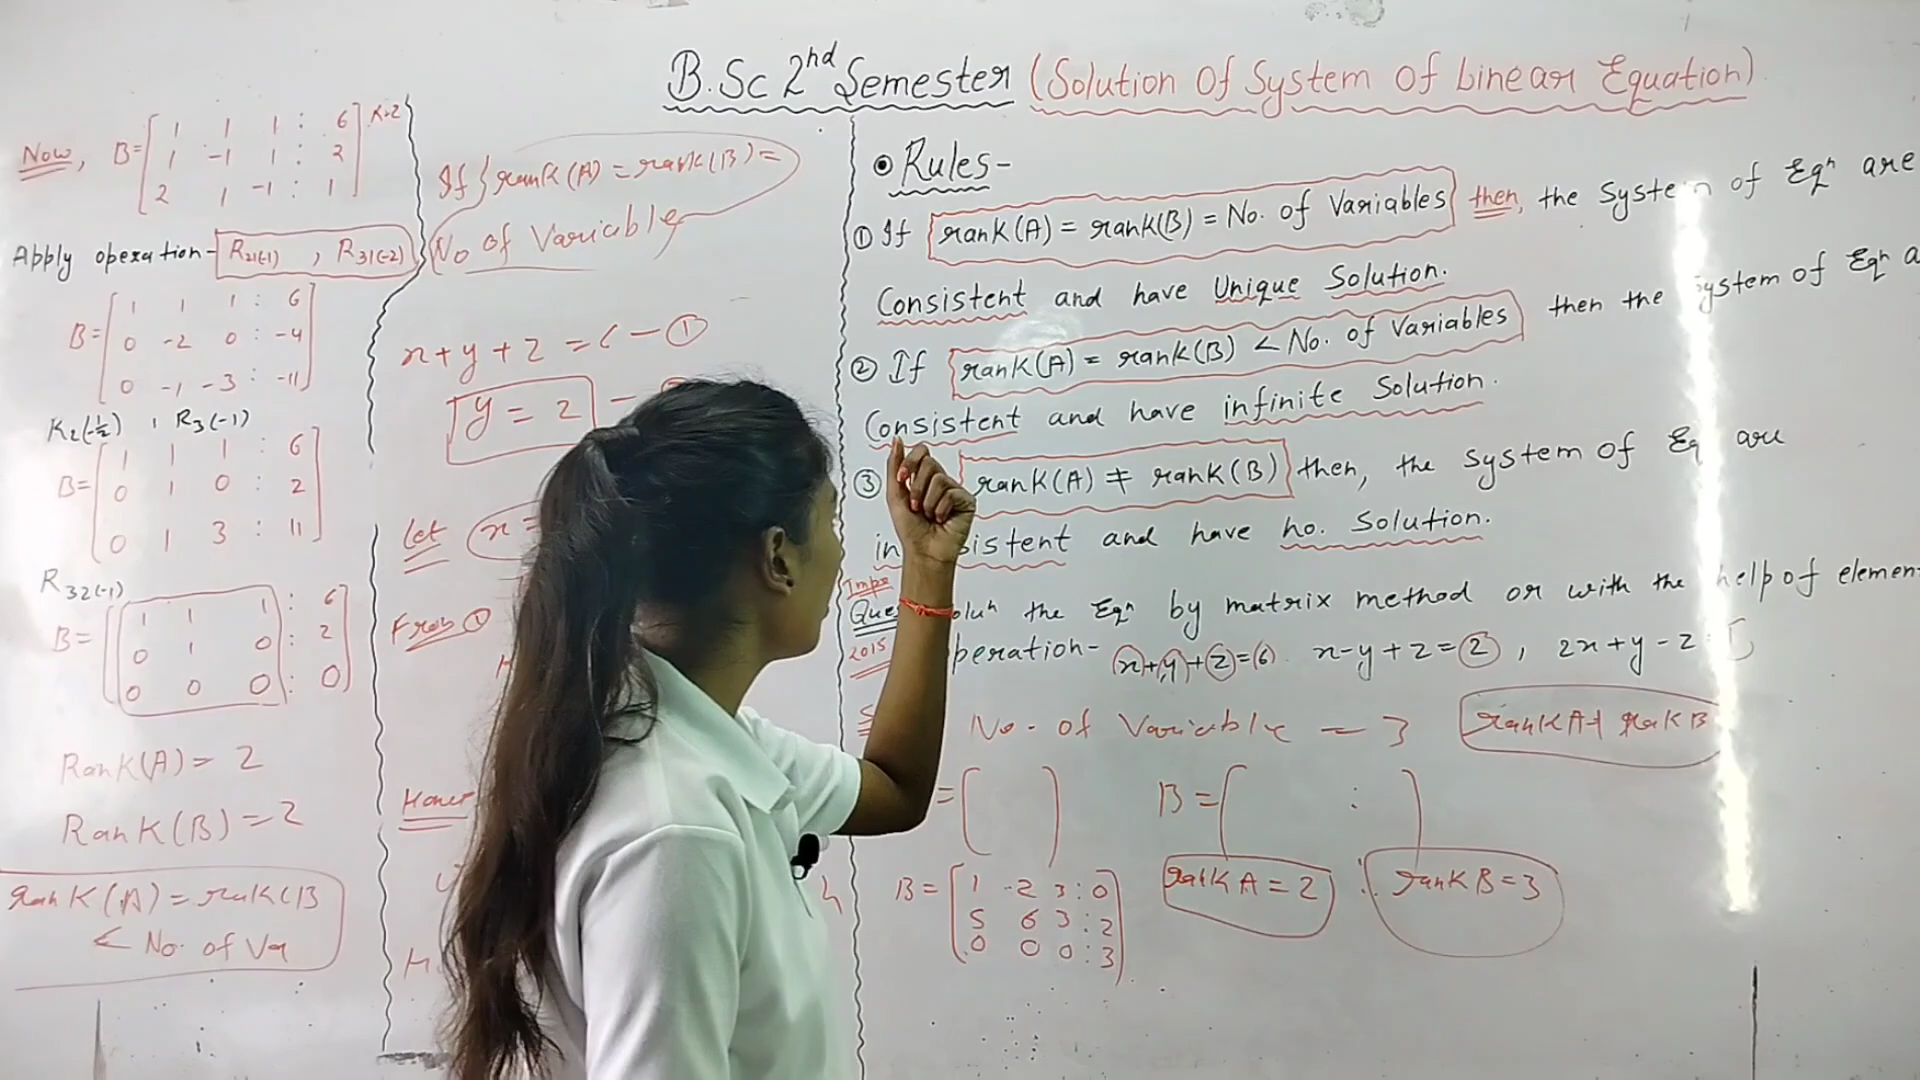 B.Sc 2nd Semester (Solution Of System Of Linear Equation)
Now, B=[1 1 1 : 6
1 -1 1 : 2
2 1 -1 : 1]
Apply operation- R21(-1) , R31(-2)
B=[1 1 1 : 6
0 -2 0 : -4
0 -1 -3 : -11]
R2(-1/2) , R3(-1)
B=[1 1 1 : 6
0 1 0 : 2
0 1 3 : 11]
R32(-1)
B=[1 1 1 : 6
0 1 0 : 2
0 0 0 : 0]
Rank(A) = 2
Rank(B) = 2
rank(A) = rank(B
< No. of Va
If rank(A) = rank(B) =
No of Variable
x+y+z = 6 - ①
y = 2 -
Let x =
From ①
H
• Rules-
① If rank(A) = rank(B) = No. of Variables then, the System of Eqn are
Consistent and have Unique Solution.
② If rank(A) = rank(B) < No. of Variables then the System of Eqn a
Consistent and have infinite Solution.
③ rank(A) ≠ rank(B) then, the System of Eq are
in sistent and have no. Solution.
Impo
Que olun the Eqn by matrix method or with the help of elemen
2015 peration- x+y+z=6 x-y+z=2 , 2x+y-z
No. of Variable = 3 rank A ≠ rank B
= ( ) B = ( : )
B = [1 -2 3 : 0
5 6 3 : 2
0 0 0 : 3]
rank A = 2 : rank B = 3